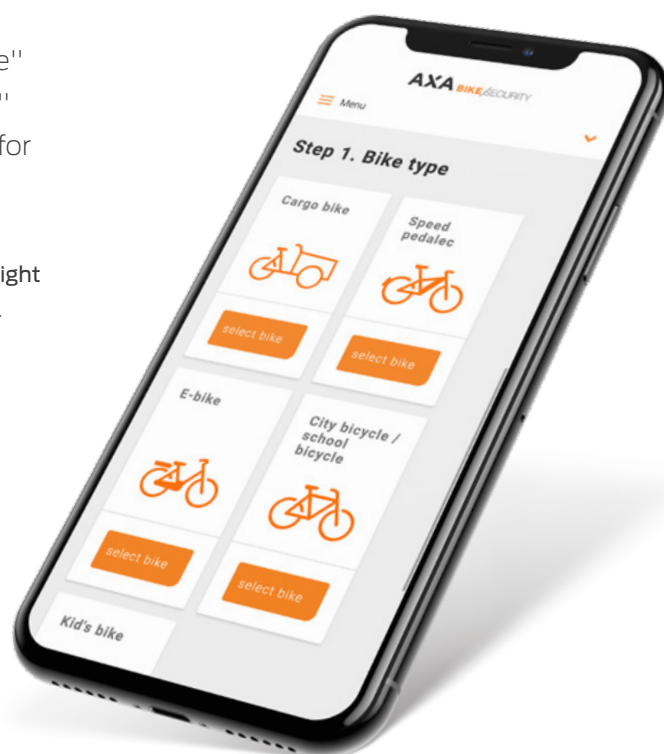 e"
"
for
ight
AXA BIKE SECURITY
Menu
Step 1. Bike type
Cargo bike
select bike
Speed
pedalec
select bike
E-bike
select bike
City bicycle /
school
bicycle
select bike
Kid's bike